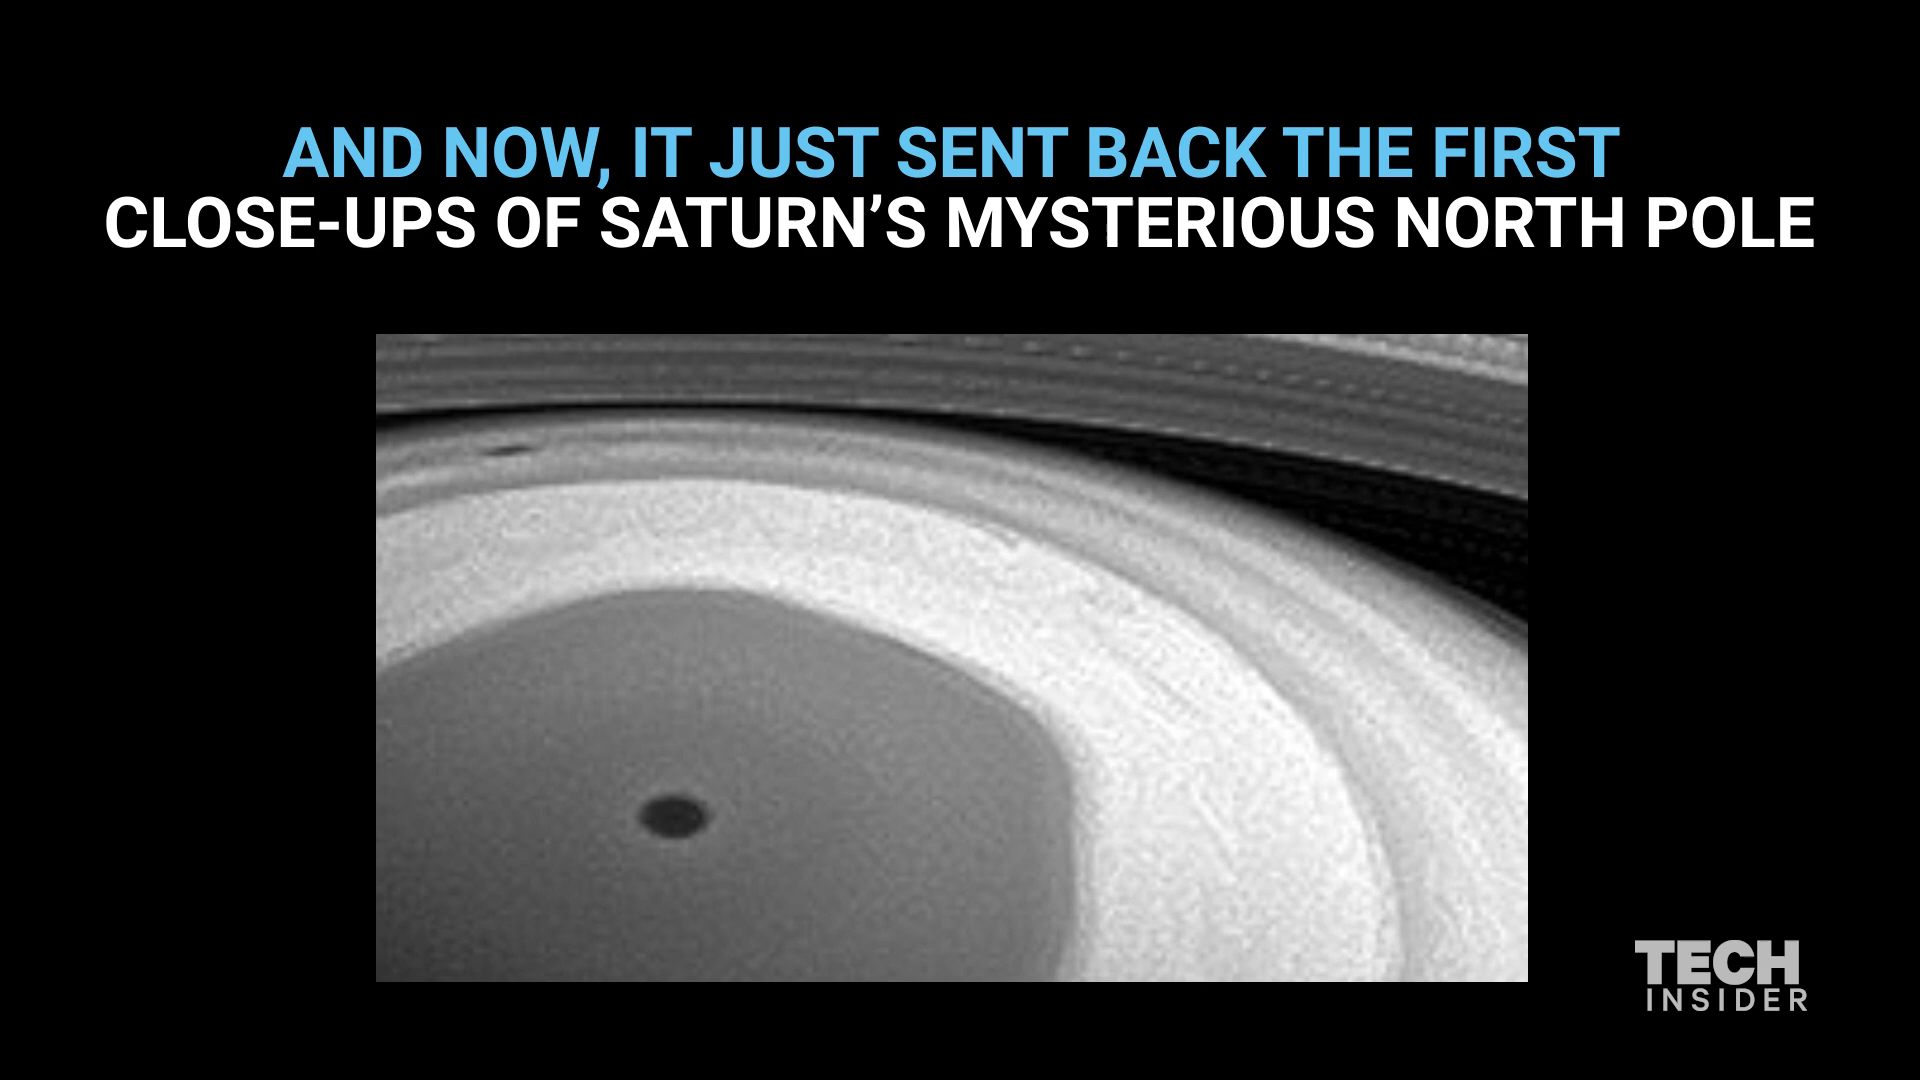 AND NOW, IT JUST SENT BACK THE FIRST
CLOSE-UPS OF SATURN’S MYSTERIOUS NORTH POLE
TECH
INSIDER